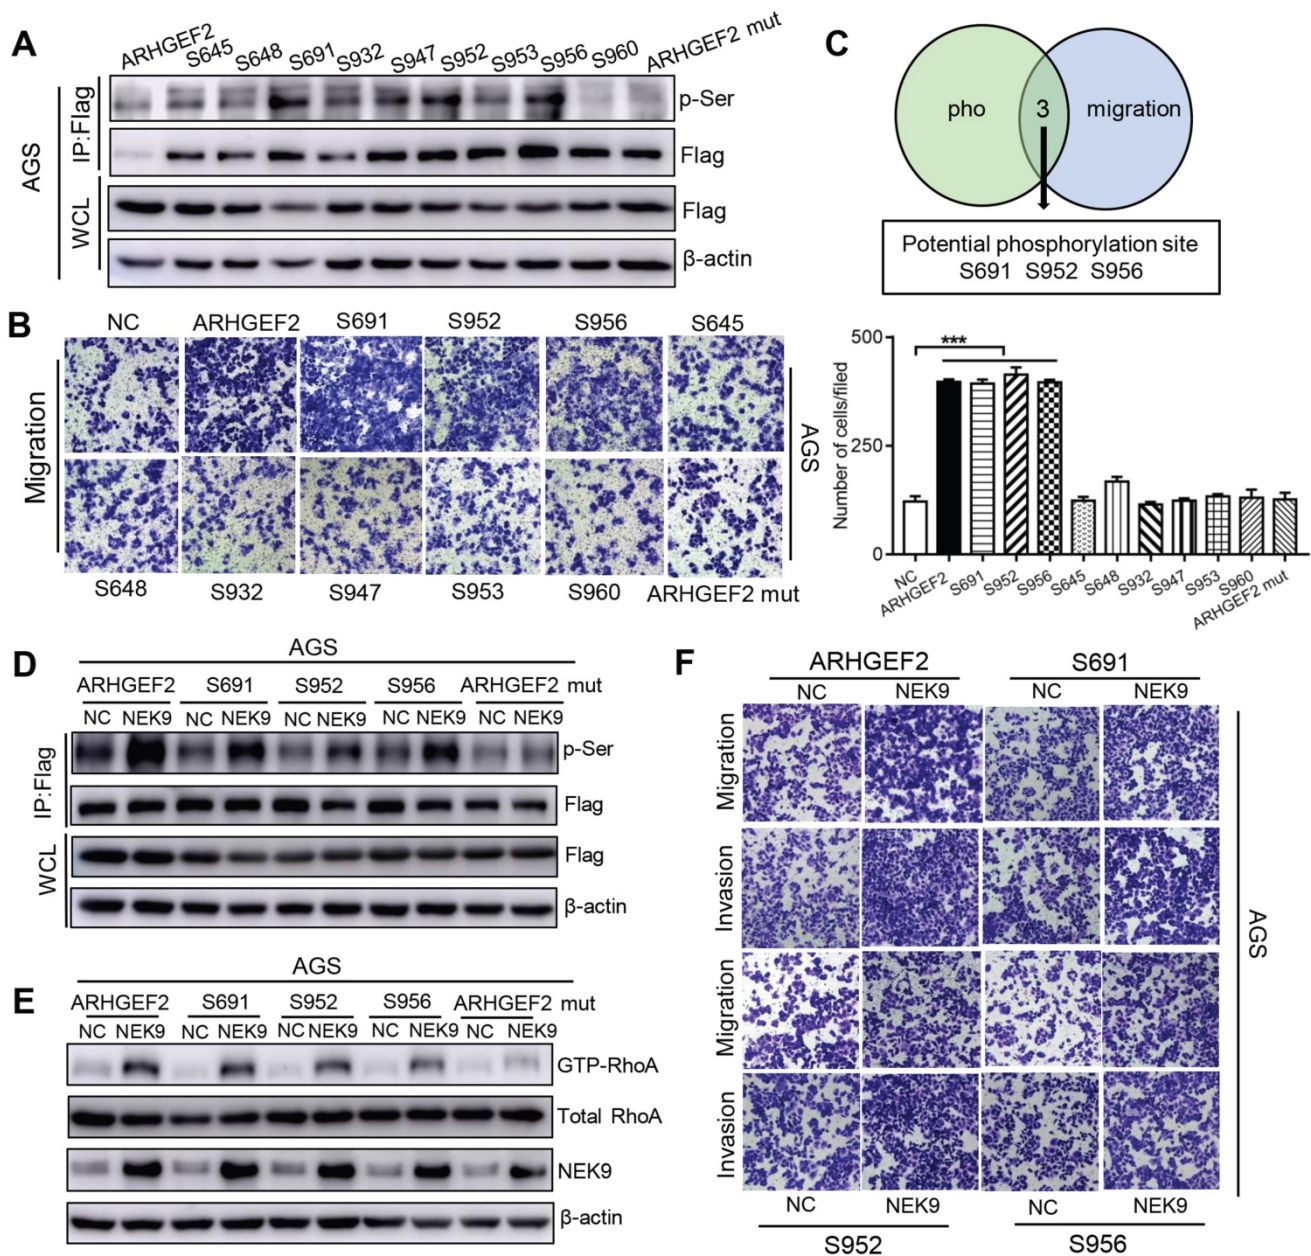 A
ARHGEF2 S645 S648 S691 S932 S947 S952 S953 S956 S960 ARHGEF2 mut
AGS
IP:Flag
p-Ser
Flag
WCL
Flag
β-actin
B
NC ARHGEF2 S691 S952 S956 S645
Migration
AGS
S648 S932 S947 S953 S960 ARHGEF2 mut
500
250
0
Number of cells/filed
***
NC ARHGEF2 S691 S952 S956 S645 S648 S932 S947 S953 S960 ARHGEF2 mut
C
pho 3 migration
Potential phosphorylation site
S691 S952 S956
D
AGS
ARHGEF2 S691 S952 S956 ARHGEF2 mut
NC NEK9 NC NEK9 NC NEK9 NC NEK9 NC NEK9
IP:Flag
p-Ser
Flag
WCL
Flag
β-actin
E
AGS
ARHGEF2 S691 S952 S956 ARHGEF2 mut
NC NEK9 NC NEK9 NC NEK9 NC NEK9 NC NEK9
GTP-RhoA
Total RhoA
NEK9
β-actin
F
ARHGEF2 S691
NC NEK9 NC NEK9
Migration
Invasion
Migration
Invasion
AGS
NC NEK9 NC NEK9
S952 S956